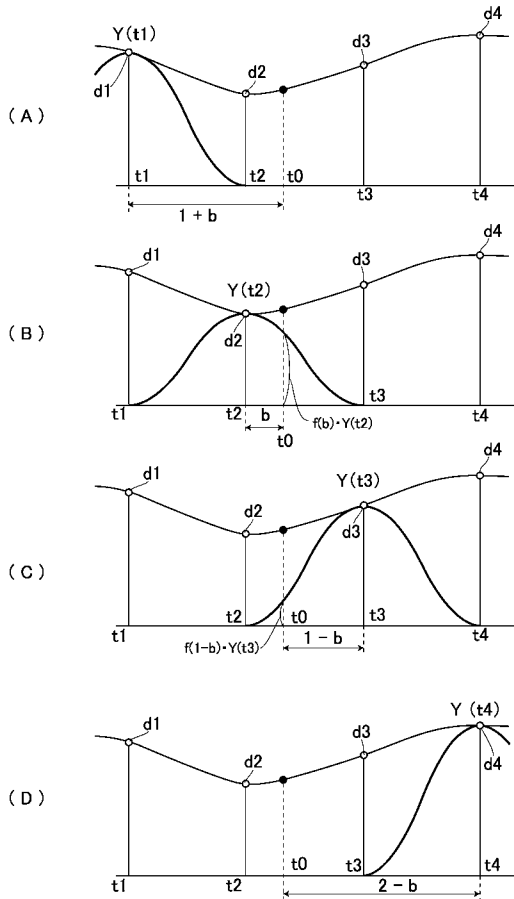 (A)
Y(t1)
d1
d2
d3
d4
t1
t2
t0
t3
t4
1 + b
(B)
d1
Y(t2)
d2
d3
d4
t1
t2
b
t0
t3
t4
f(b)・Y(t2)
(C)
d1
d2
Y(t3)
d3
d4
t1
t2
t0
t3
t4
f(1-b)・Y(t3)
1 − b
(D)
d1
d2
d3
Y (t4)
d4
t1
t2
t0
t3
t4
2 − b